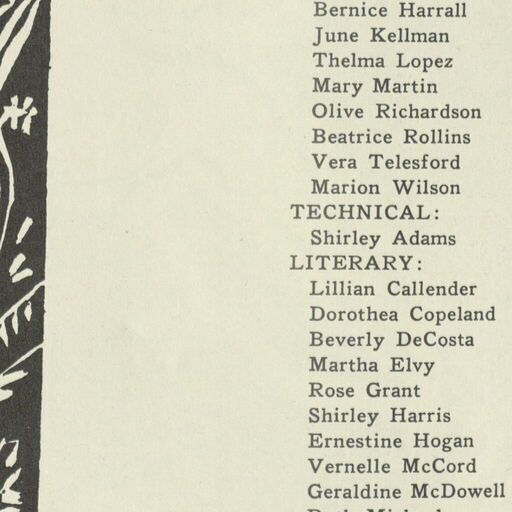 Bernice Harrall
June Kellman
Thelma Lopez
Mary Martin
Olive Richardson
Beatrice Rollins
Vera Telesford
Marion Wilson
TECHNICAL:
Shirley Adams
LITERARY:
Lillian Callender
Dorothea Copeland
Beverly DeCosta
Martha Elvy
Rose Grant
Shirley Harris
Ernestine Hogan
Vernelle McCord
Geraldine McDowell